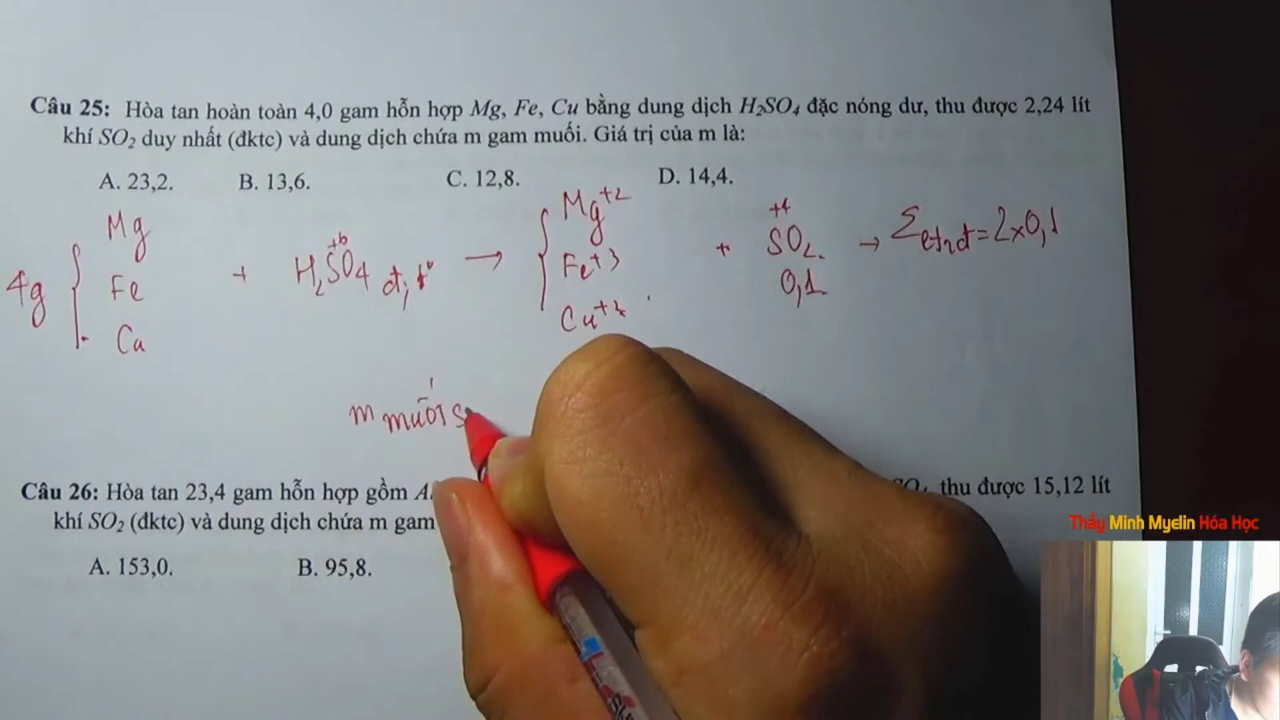 Câu 25: Hòa tan hoàn toàn 4,0 gam hỗn hợp Mg, Fe, Cu bằng dung dịch H₂SO₄ đặc nóng dư, thu được 2,24 lít
khí SO₂ duy nhất (đktc) và dung dịch chứa m gam muối. Giá trị của m là:
A. 23,2. B. 13,6. C. 12,8. D. 14,4.
Mg
4g Fe + H₂SO₄ đ, → Mg⁺²
+6
Cu
Fe⁺³
Cu⁺²
+ SO₂ → Σ = 2x0,1
+4
0,1
m muối s
Câu 26: Hòa tan 23,4 gam hỗn hợp gồm thu được 15,12 lít
khí SO₂ (đktc) và dung dịch chứa m gam
Thầy Minh Myelin Hóa Học
A. 153,0. B. 95,8.